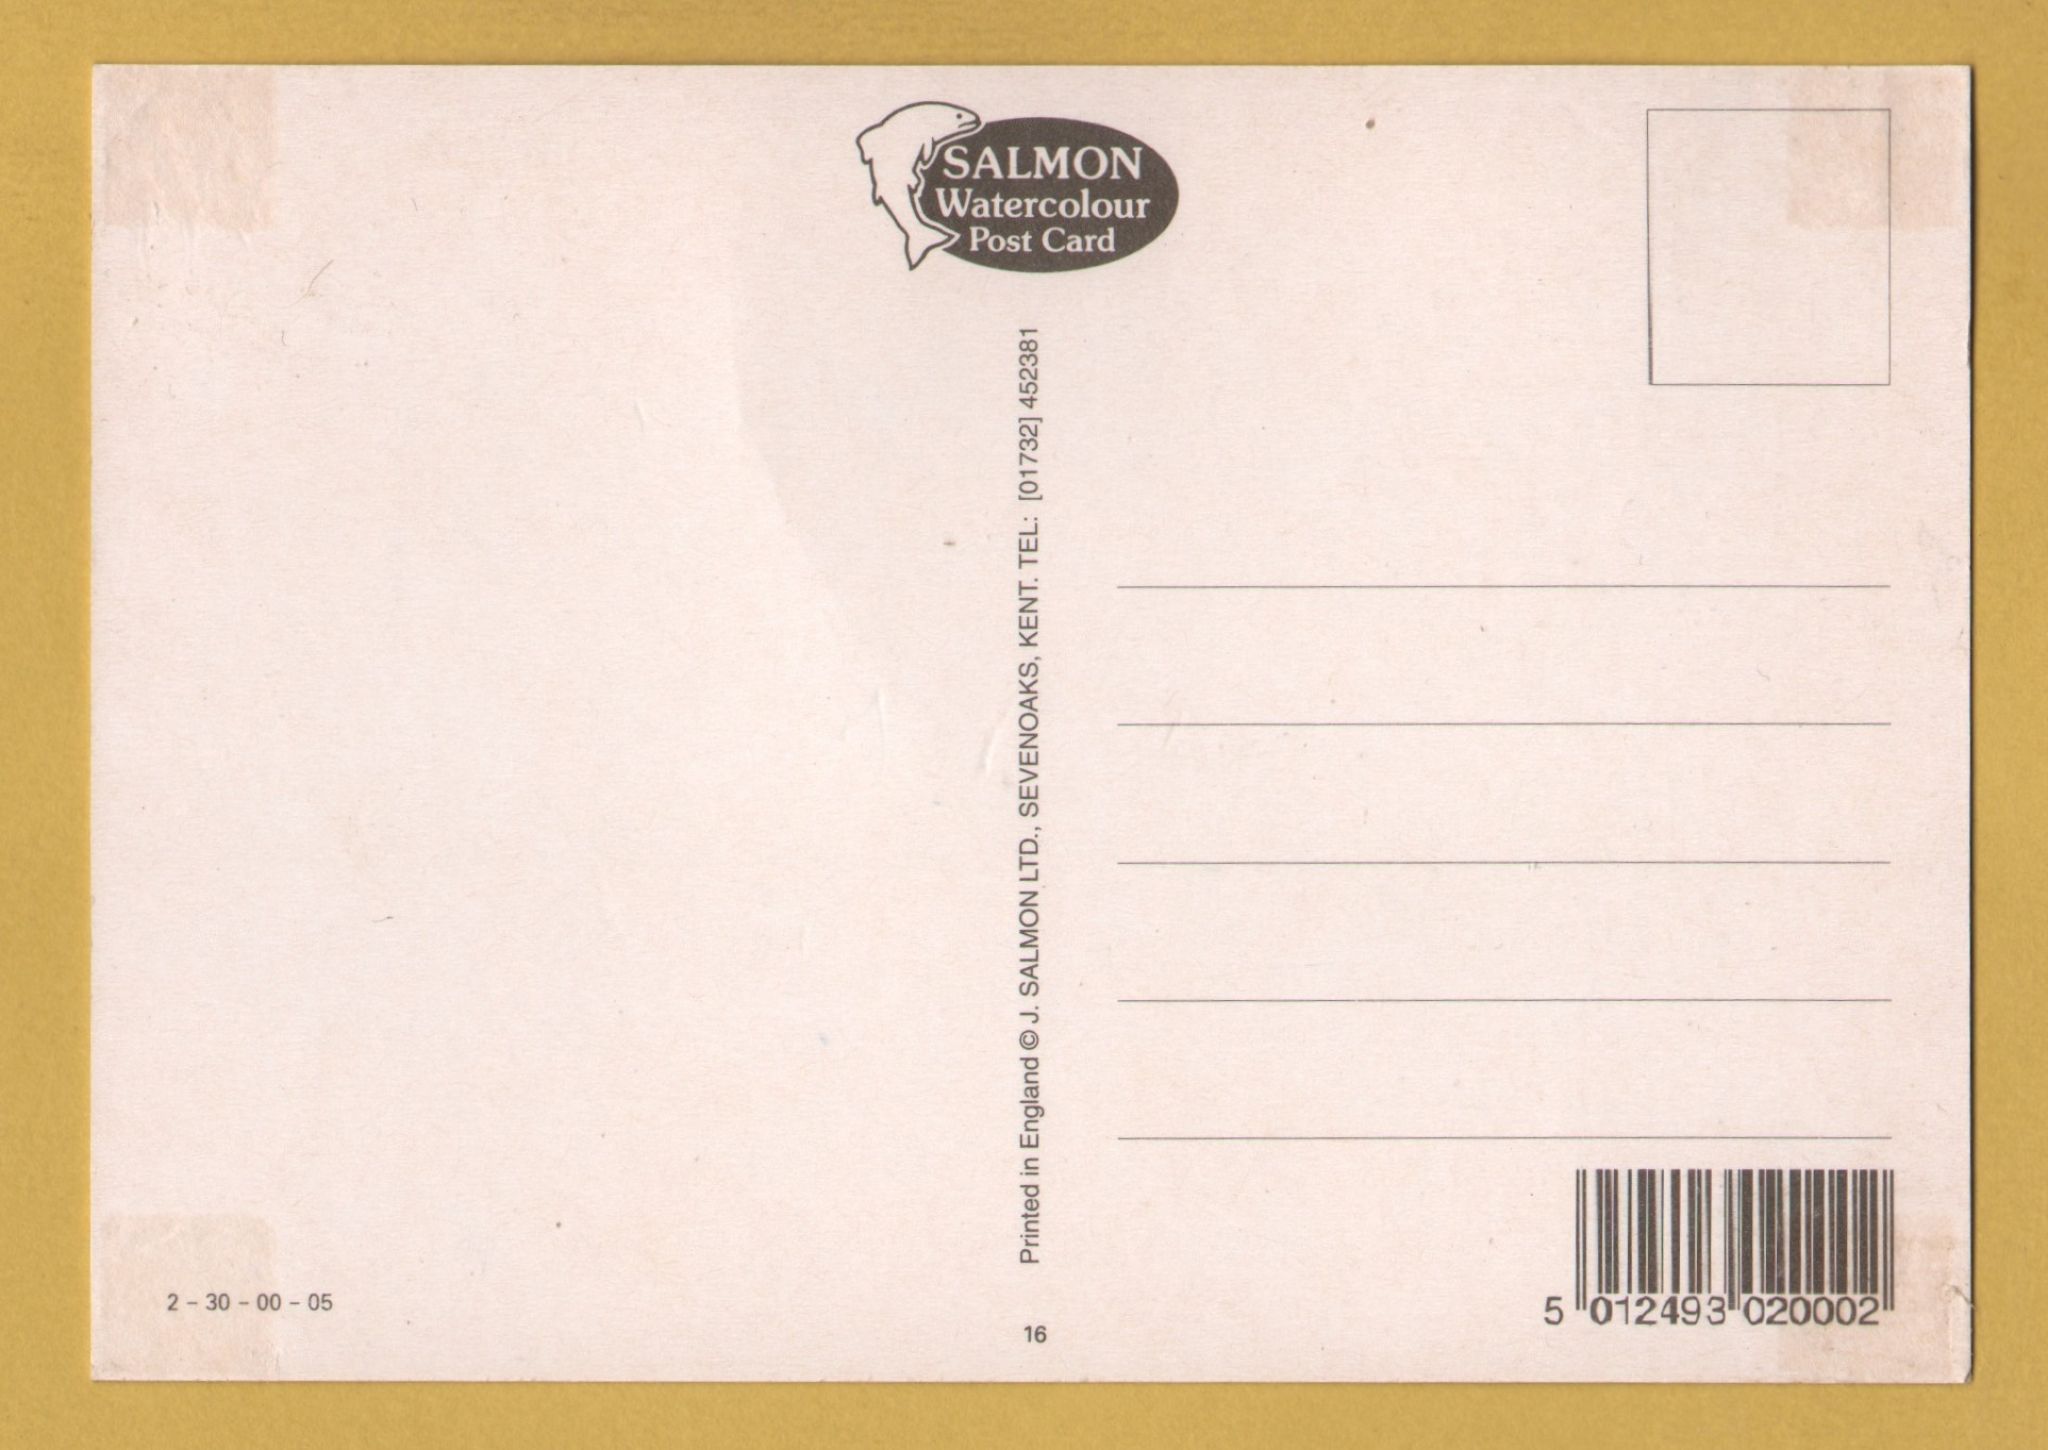 SALMON
Watercolour
Post Card
Printed in England © J. SALMON LTD., SEVENOAKS, KENT. TEL: [01732] 452381
2 – 30 – 00 – 05
16
5 012493 020002